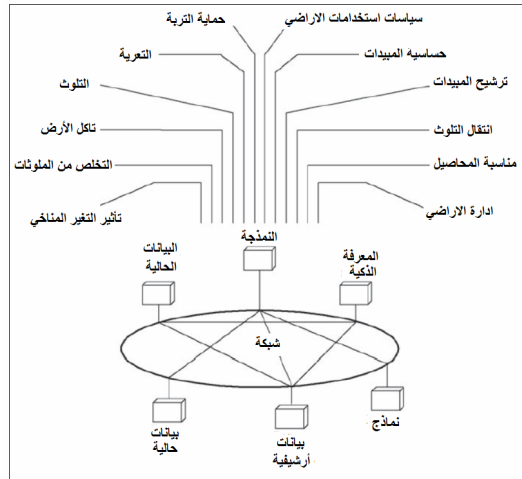 سياسات استخدامات الاراضي
حماية التربة
حساسية المبيدات
التعرية
ترشيح المبيدات
التلوث
انتقال التلوث
تاكل الأرض
مناسبة المحاصيل
التخلص من الملوثات
ادارة الاراضي
تأثير التغير المناخي
النمذجة
المعرفة
الذكية
البيانات
الحالية
شبكة
نماذج
بيانات
أرشيفية
بيانات
حالية